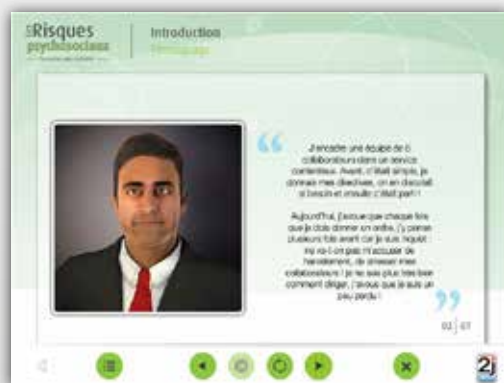 Les Risques
psychosociaux
Introduction
Témoignage
J'encadre une équipe de 6
collaborateurs dans un service
contentieux. Avant, c'était simple, je
donnais mes directives, on en discutait
si besoin et ensuite c'était parti !
Aujourd'hui, j'avoue que chaque fois
que je dois donner un ordre, j'y pense
plusieurs fois avant car je suis inquiet
: ne va-t-on pas m'accuser de
harcèlement, de stresser mes
collaborateurs ! je ne sais plus très bien
comment diriger, j'avoue que je suis un
peu perdu !
02 | 07
2i